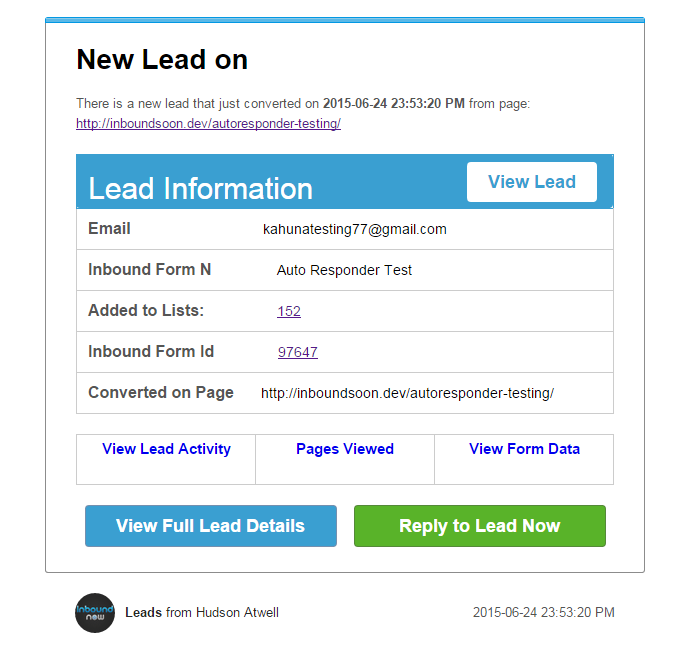 New Lead on
There is a new lead that just converted on 2015-06-24 23:53:20 PM from page:
http://inboundsoon.dev/autoresponder-testing/
Lead Information View Lead
Email kahunatesting77@gmail.com
Inbound Form N Auto Responder Test
Added to Lists: 152
Inbound Form Id 97647
Converted on Page http://inboundsoon.dev/autoresponder-testing/
View Lead Activity Pages Viewed View Form Data
View Full Lead Details Reply to Lead Now
inbound
now
Leads from Hudson Atwell 2015-06-24 23:53:20 PM